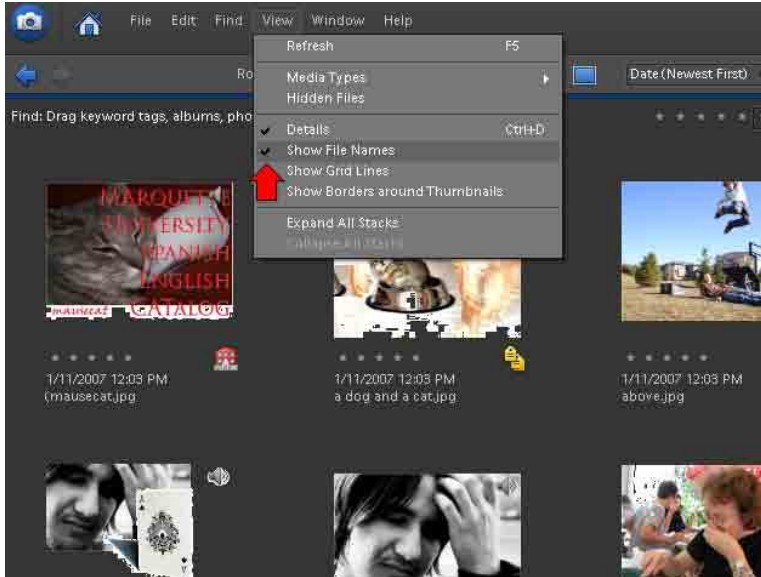 File Edit Find View Window Help
Refresh F5
Ro
Date (Newest First)
Media Types
Hidden Files
Find: Drag keyword tags, albums, pho
Details Ctrl+D
Show File Names
Show Grid Lines
Show Borders around Thumbnails
Expand All Stacks
Collapse All Stacks
MARQUETTE
UNIVERSITY
SPANISH
ENGLISH
CATALOG
mausecat
1/11/2007 12:03 PM
(mausecat.jpg
1/11/2007 12:03 PM
a dog and a cat.jpg
1/11/2007 12:03 PM
above.jpg
A